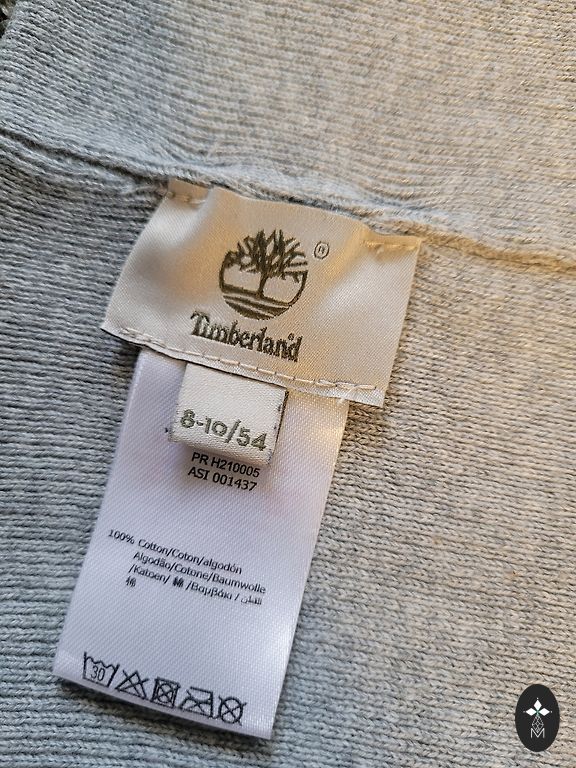 ®
Timberland
8-10/54
PR H210005
ASI 001437
100% Cotton/Coton/algodón
Algodão/Cotone/Baumwolle
/Katoen/ 綿 /Βαμβάκι / القطن
棉
30
M